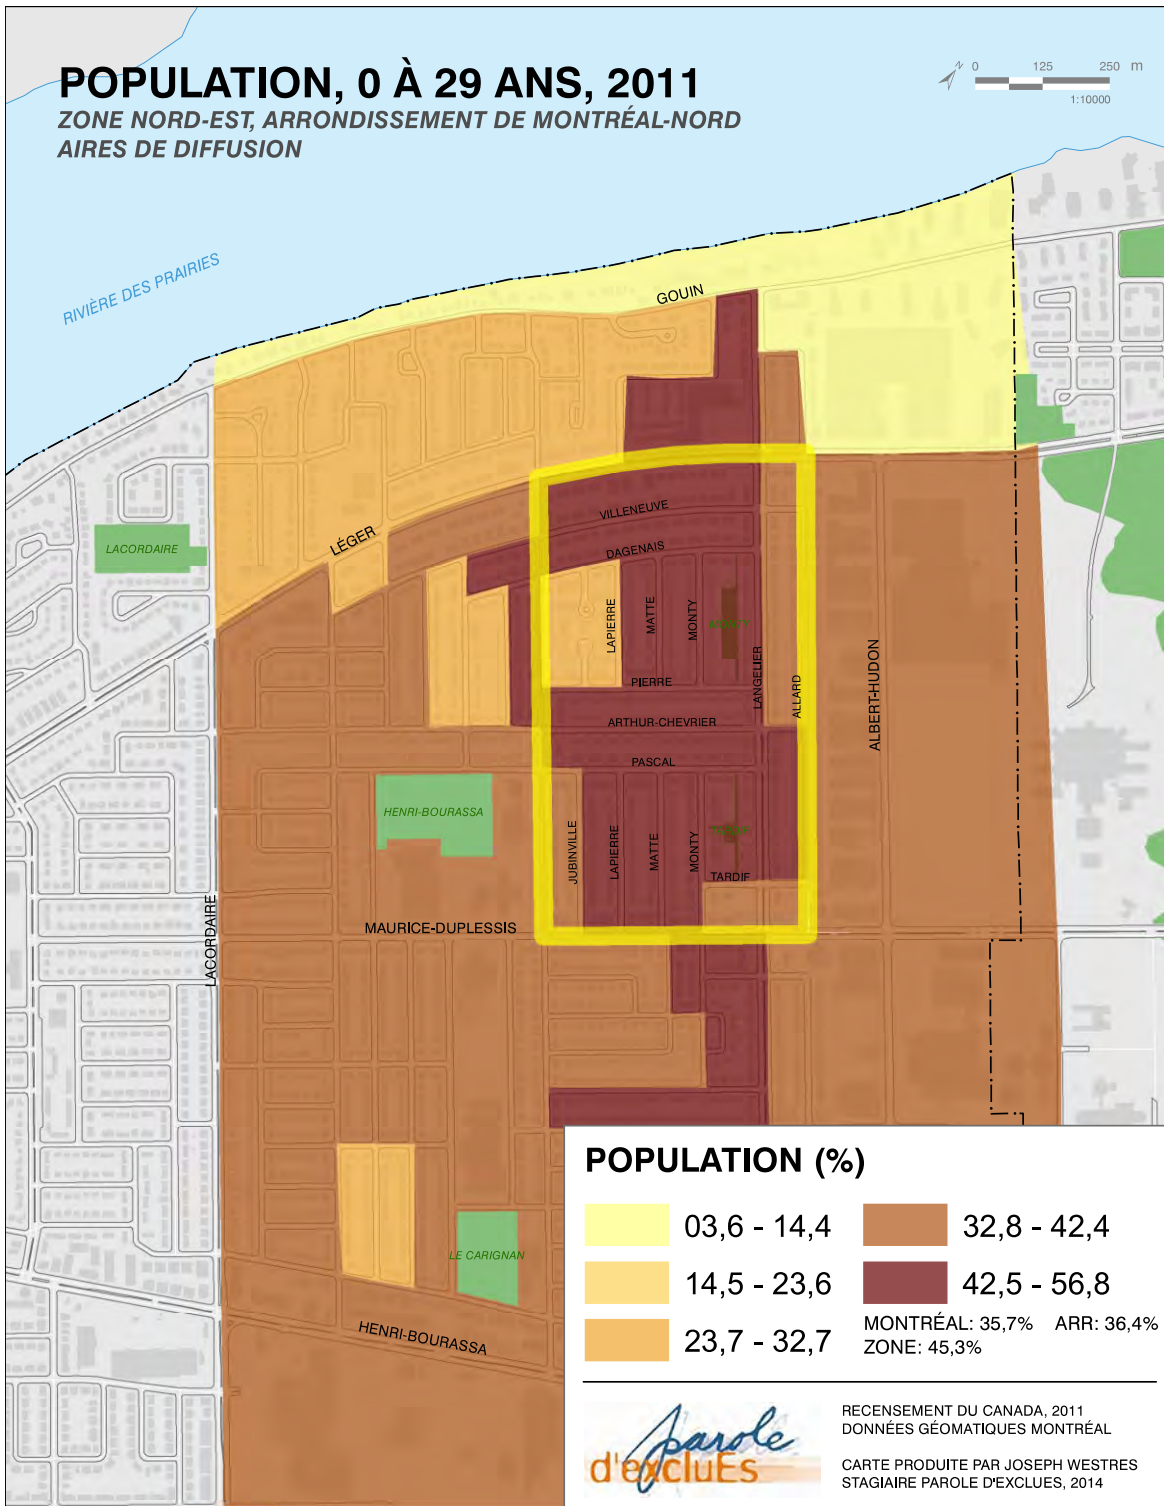 POPULATION, 0 À 29 ANS, 2011
ZONE NORD-EST, ARRONDISSEMENT DE MONTRÉAL-NORD
AIRES DE DIFFUSION
N
0 125 250 m
1:10000
RIVIÈRE DES PRAIRIES
GOUIN
LÉGER
LACORDAIRE
VILLENEUVE
DAGENAIS
LAPIERRE
MATTE
MONTY
LANGELIER
ALLARD
ALBERT-HUDON
PIERRE
ARTHUR-CHEVRIER
PASCAL
HENRI-BOURASSA
JUBINVILLE
LAPIERRE
MATTE
MONTY
TARDIF
LACORDAIRE
MAURICE-DUPLESSIS
LE CARIGNAN
HENRI-BOURASSA
POPULATION (%)
03,6 - 14,4
14,5 - 23,6
23,7 - 32,7
32,8 - 42,4
42,5 - 56,8
MONTRÉAL: 35,7% ARR: 36,4%
ZONE: 45,3%
parole
d'excluEs
RECENSEMENT DU CANADA, 2011
DONNÉES GÉOMATIQUES MONTRÉAL
CARTE PRODUITE PAR JOSEPH WESTRES
STAGIAIRE PAROLE D'EXCLUES, 2014